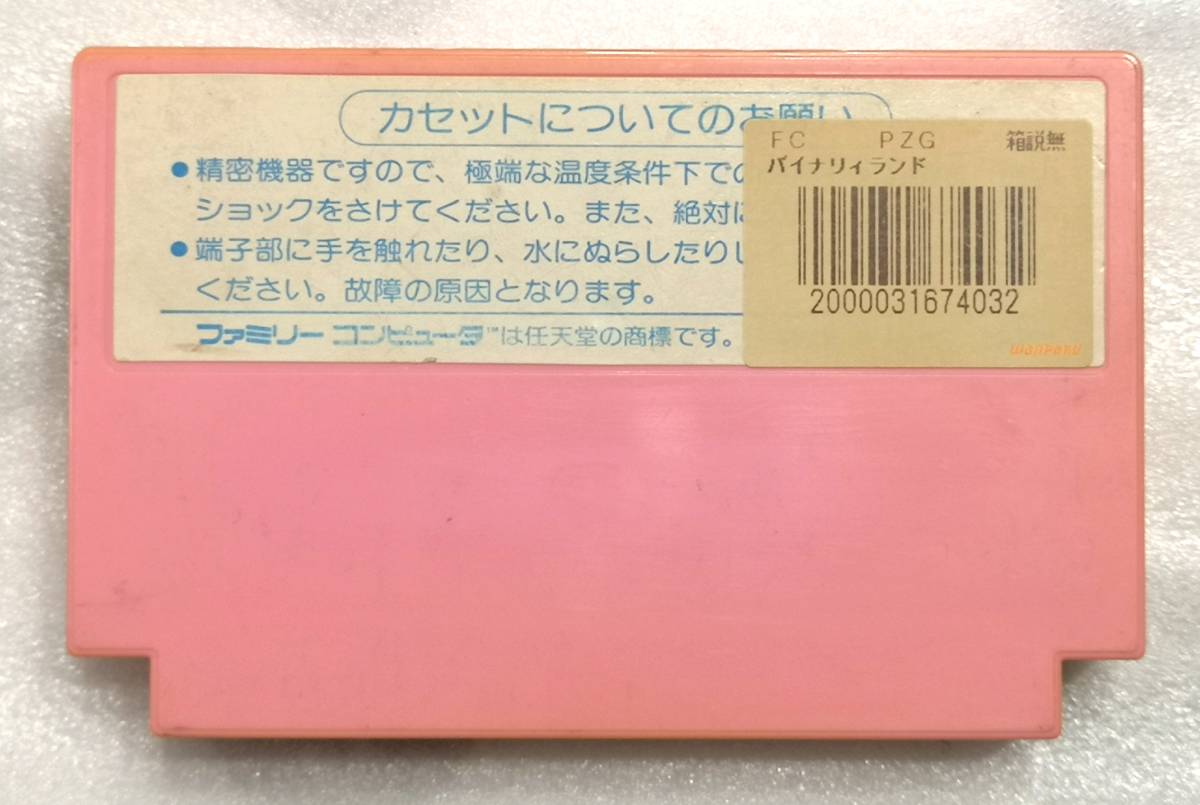 カセットについてのお願い
●精密機器ですので、極端な温度条件下での
ショックをさけてください。また、絶対に
●端子部に手を触れたり、水にぬらしたりし
ください。故障の原因となります。
ファミリー コンピュータ™は任天堂の商標です。
FC PZG 箱説無
バイナリィランド
2000031674032
wanpaku